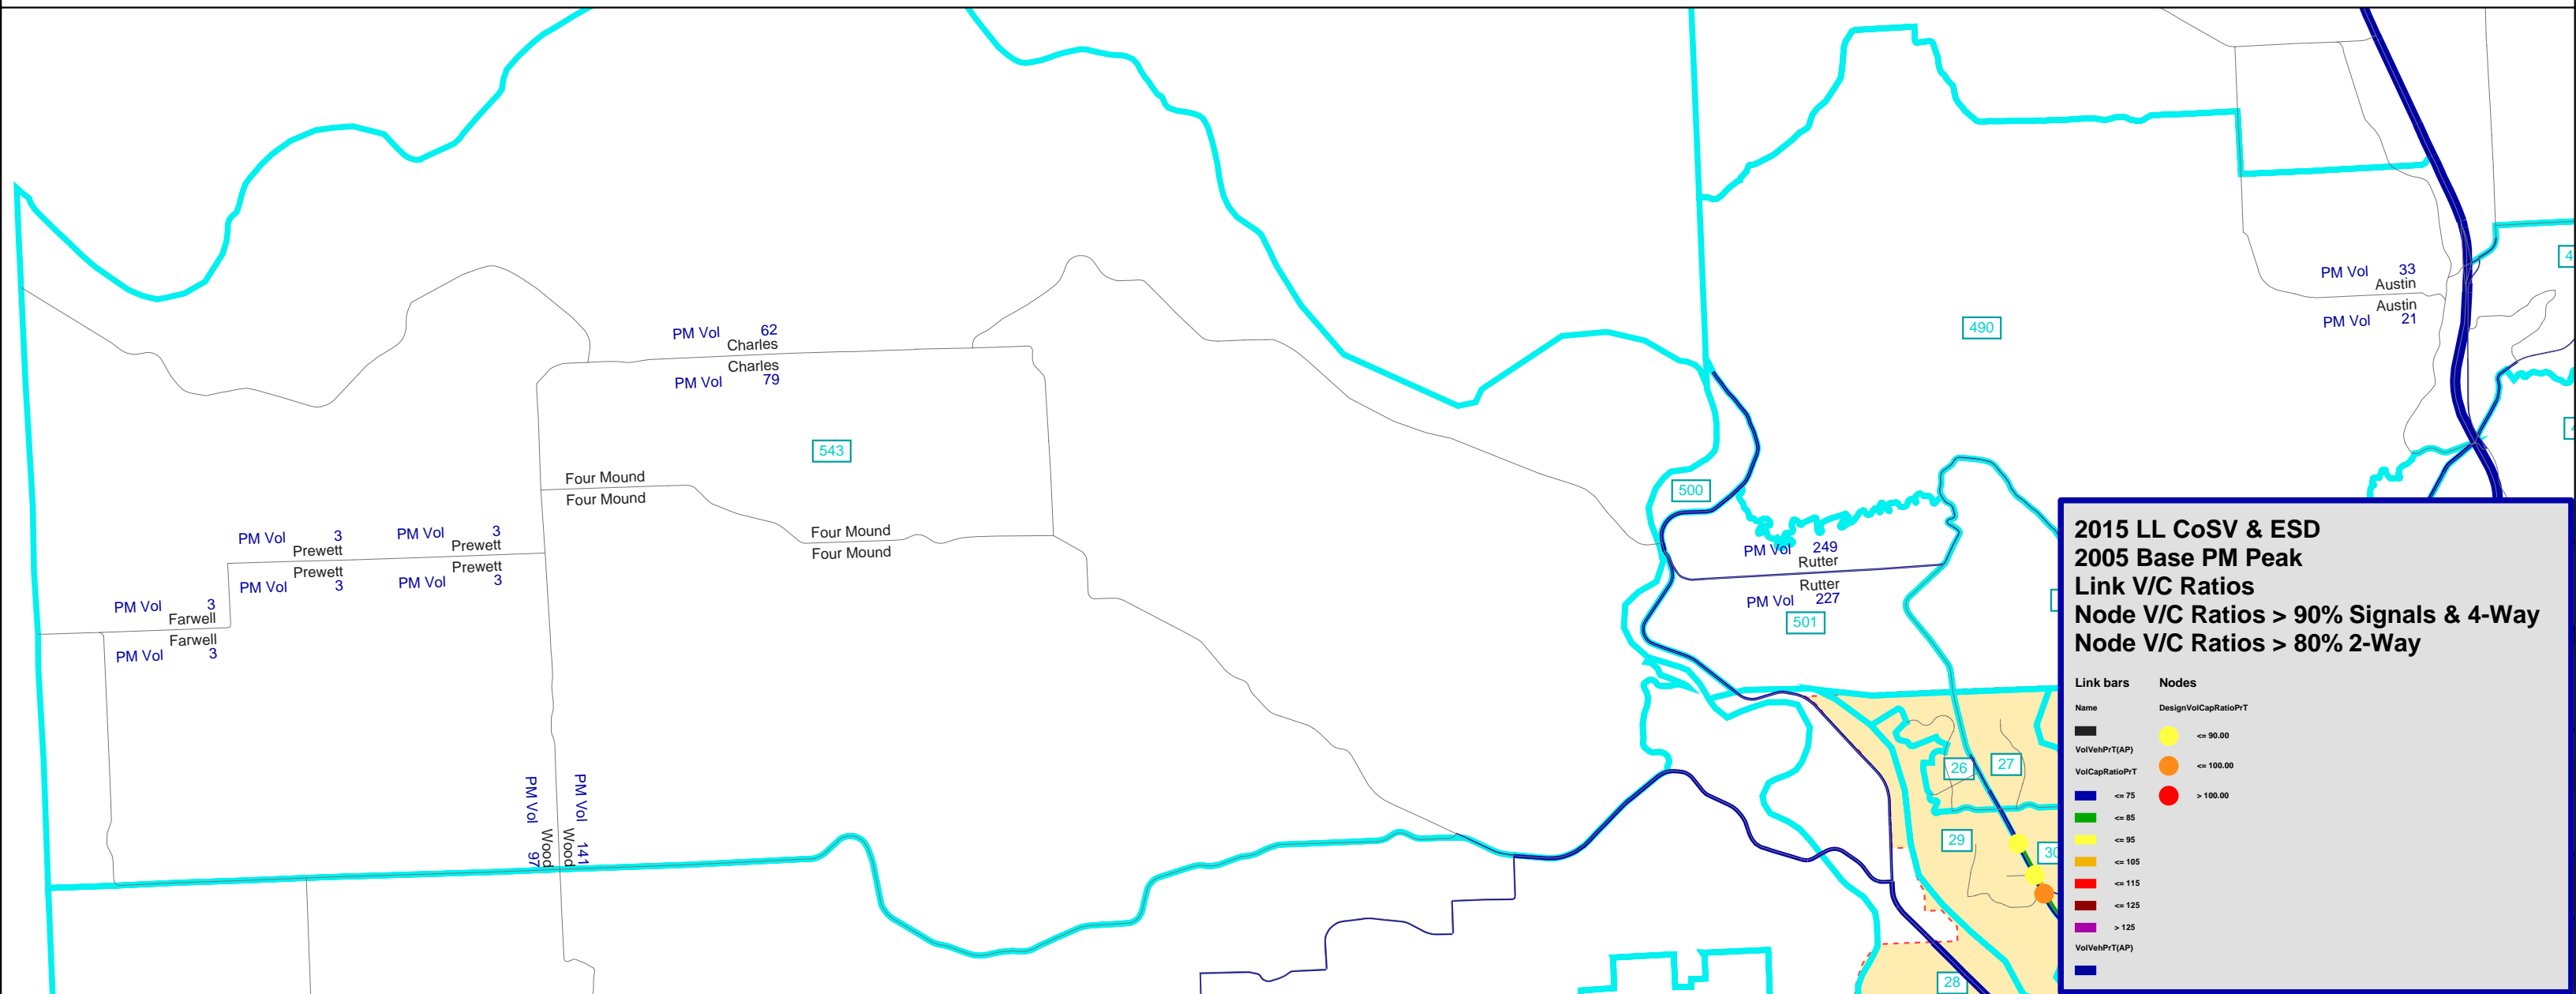 PM Vol 33
Austin
Austin
PM Vol 21
490
PM Vol 62
Charles
Charles
PM Vol 79
543
Four Mound
Four Mound
500
Four Mound
Four Mound
PM Vol 3
Prewett
Prewett
PM Vol 3
PM Vol 3
Prewett
Prewett
PM Vol 3
PM Vol 249
Rutter
Rutter
PM Vol 227
501
PM Vol 3
Farwell
Farwell
PM Vol 3
PM Vol 97
Wood
Wood
PM Vol 141
26
27
29
30
28
2015 LL CoSV & ESD
2005 Base PM Peak
Link V/C Ratios
Node V/C Ratios > 90% Signals & 4-Way
Node V/C Ratios > 80% 2-Way
Link bars Nodes
Name DesignVolCapRatioPrT
<= 90.00
VolVehPrT(AP)
VolCapRatioPrT
<= 100.00
<= 75 > 100.00
<= 85
<= 95
<= 105
<= 115
<= 125
> 125
VolVehPrT(AP)